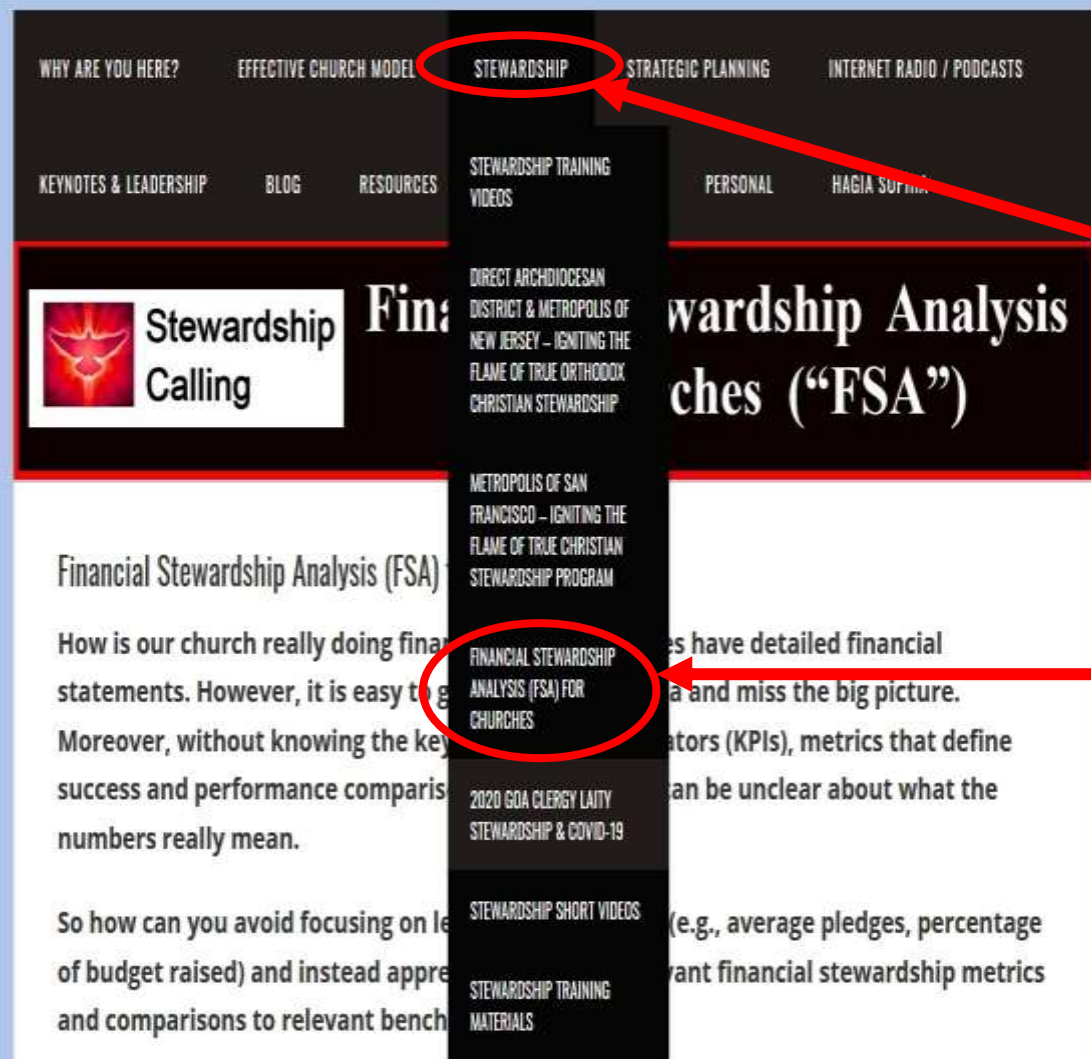 WHY ARE YOU HERE? EFFECTIVE CHURCH MODEL STEWARDSHIP STRATEGIC PLANNING INTERNET RADIO / PODCASTS
KEYNOTES & LEADERSHIP BLOG RESOURCES PERSONAL HAGIA SOPHIA
STEWARDSHIP TRAINING
VIDEOS
DIRECT ARCHDIOCESAN
DISTRICT & METROPOLIS OF
NEW JERSEY – IGNITING THE
FLAME OF TRUE ORTHODOX
CHRISTIAN STEWARDSHIP
METROPOLIS OF SAN
FRANCISCO – IGNITING THE
FLAME OF TRUE CHRISTIAN
STEWARDSHIP PROGRAM
FINANCIAL STEWARDSHIP
ANALYSIS (FSA) FOR
CHURCHES
2020 GOA CLERGY LAITY
STEWARDSHIP & COVID-19
STEWARDSHIP SHORT VIDEOS
STEWARDSHIP TRAINING
MATERIALS
Stewardship
Calling
wardship Analysis
ches ("FSA")
Financial Stewardship Analysis (FSA)
How is our church really doing es have detailed financial
statements. However, it is easy to and miss the big picture.
Moreover, without knowing the key ators (KPIs), metrics that define
success and performance can be unclear about what the
numbers really mean.
So how can you avoid focusing on (e.g., average pledges, percentage
of budget raised) and instead vant financial stewardship metrics
and comparisons to relevant